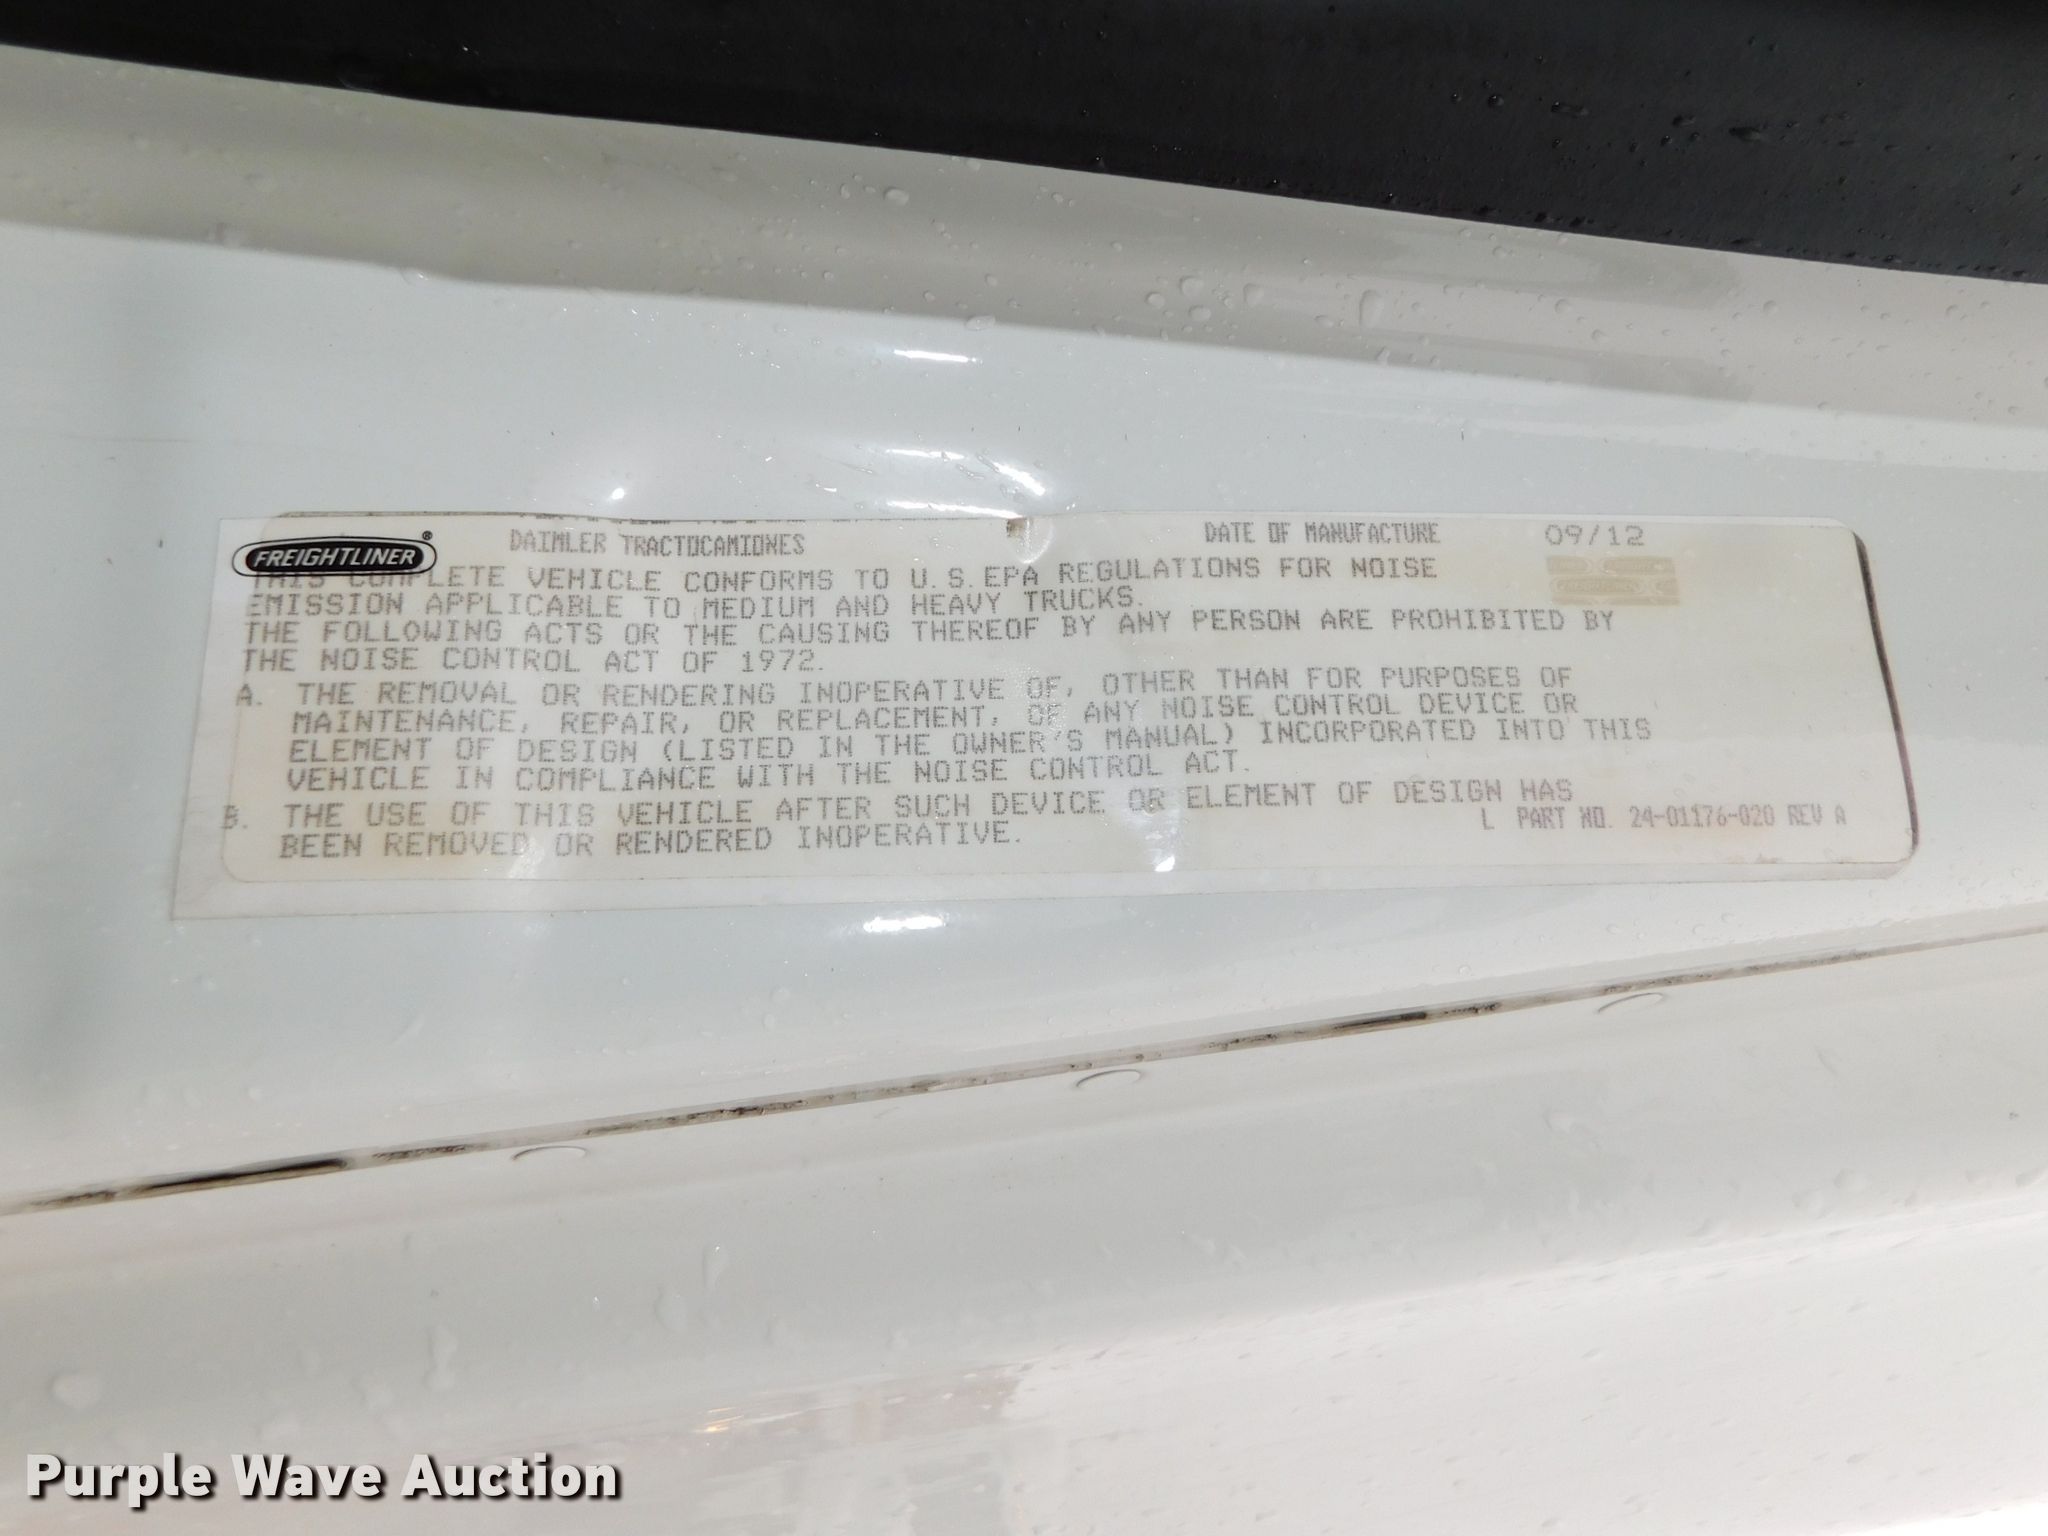 FREIGHTLINER® DAIMLER TRACTOCAMIONES DATE OF MANUFACTURE 09/12
THIS COMPLETE VEHICLE CONFORMS TO U.S. EPA REGULATIONS FOR NOISE
EMISSION APPLICABLE TO MEDIUM AND HEAVY TRUCKS.
THE FOLLOWING ACTS OR THE CAUSING THEREOF BY ANY PERSON ARE PROHIBITED BY
THE NOISE CONTROL ACT OF 1972.
A. THE REMOVAL OR RENDERING INOPERATIVE OF, OTHER THAN FOR PURPOSES OF
MAINTENANCE, REPAIR, OR REPLACEMENT, OF ANY NOISE CONTROL DEVICE OR
ELEMENT OF DESIGN (LISTED IN THE OWNER'S MANUAL) INCORPORATED INTO THIS
VEHICLE IN COMPLIANCE WITH THE NOISE CONTROL ACT.
B. THE USE OF THIS VEHICLE AFTER SUCH DEVICE OR ELEMENT OF DESIGN HAS
BEEN REMOVED OR RENDERED INOPERATIVE.
L PART NO. 24-01176-020 REV A
Purple Wave Auction